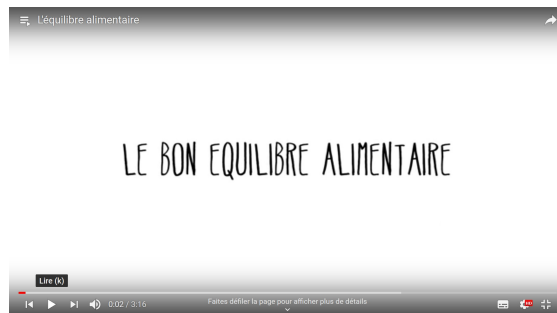 L'équilibre alimentaire
LE BON EQUILIBRE ALIMENTAIRE
Lire (k)
0:02 / 3:16
Faites défiler la page pour afficher plus de détails
HD